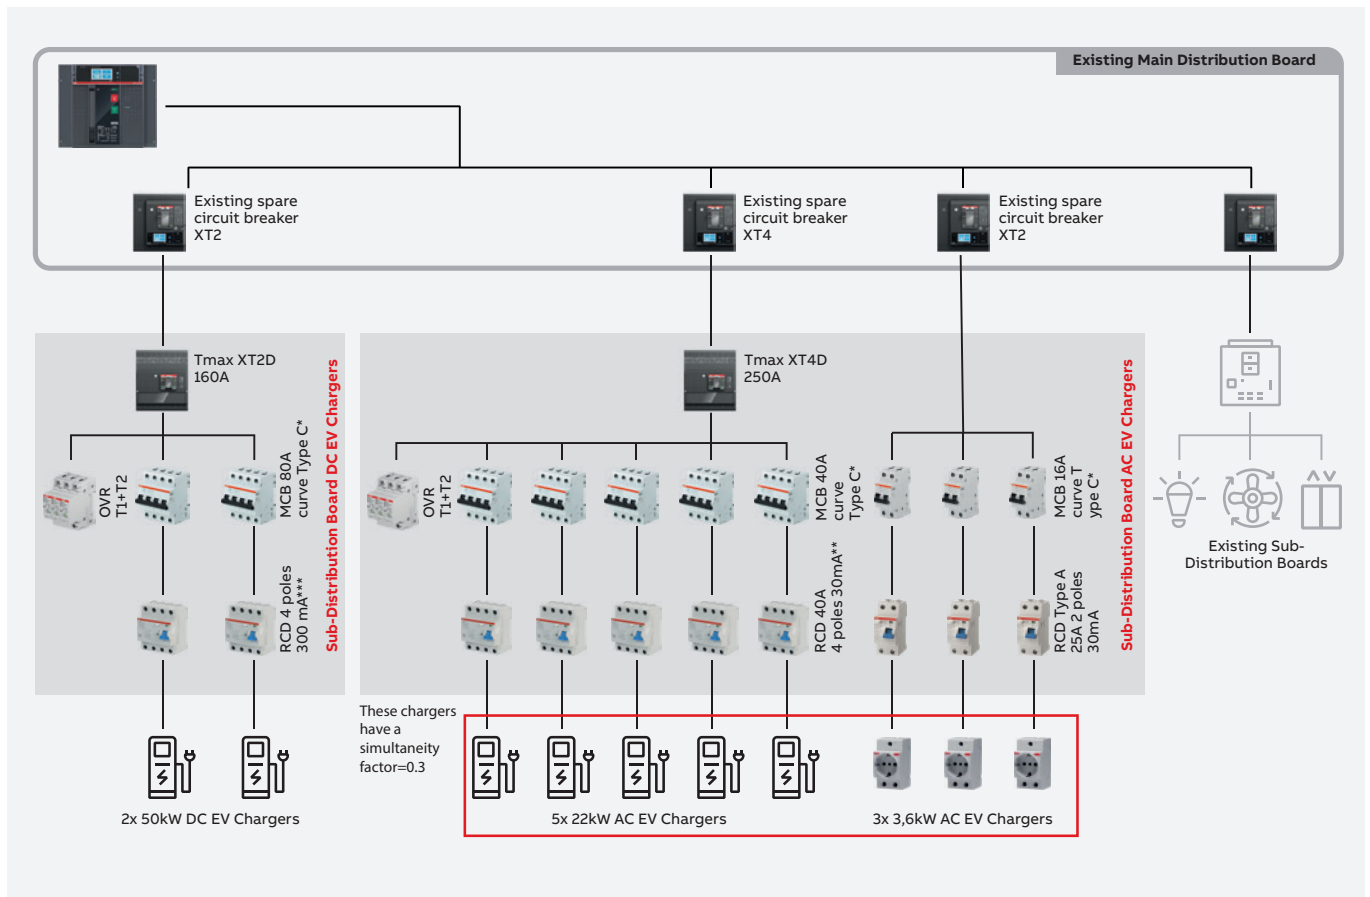 Existing Main Distribution Board
Existing spare
circuit breaker
XT2
Existing spare
circuit breaker
XT4
Existing spare
circuit breaker
XT2
Tmax XT2D
160A
OVR
T1+T2
MCB 80A
curve Type C*
RCD 4 poles
300 mA***
Sub-Distribution Board DC EV Chargers
Tmax XT4D
250A
OVR
T1+T2
MCB 40A
curve
Type C*
RCD 40A
4 poles 30mA**
MCB 16A
curve T
ype C*
RCD Type A
25A 2 poles
30mA
Sub-Distribution Board AC EV Chargers
Existing Sub-
Distribution Boards
These chargers
have a
simultaneity
factor=0.3
2x 50kW DC EV Chargers
5x 22kW AC EV Chargers
3x 3,6kW AC EV Chargers